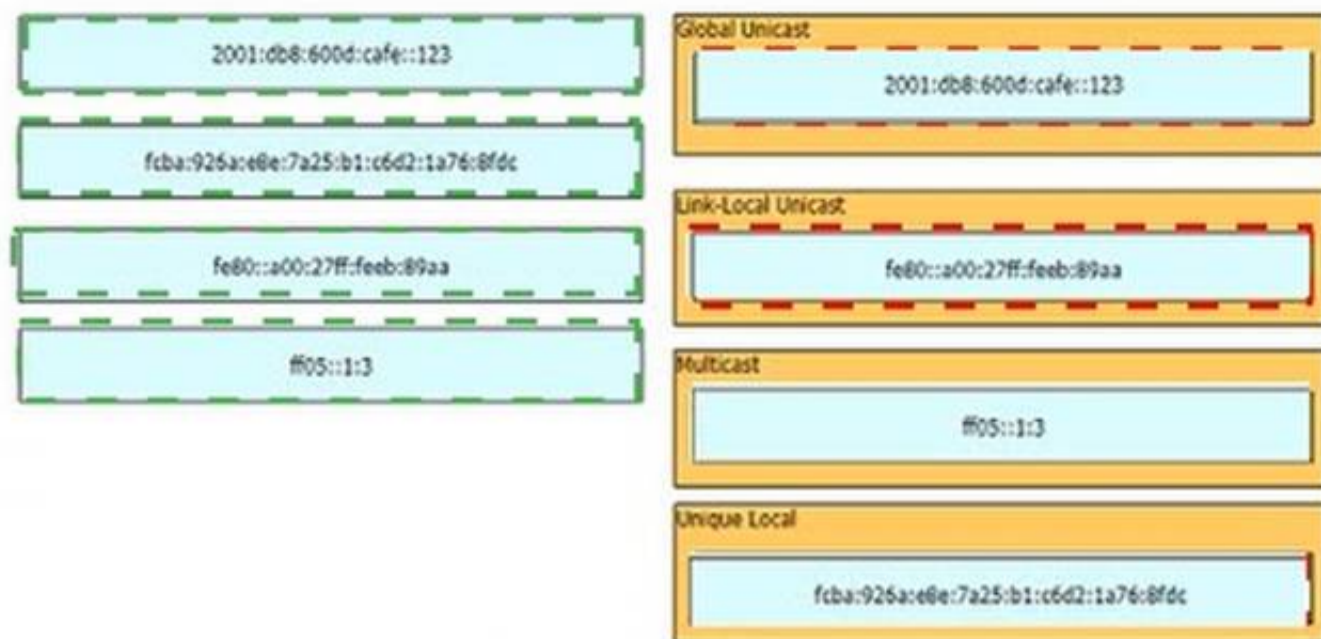 2001:db8:600d:cafe::123
fcba:926a:e8e:7a25:b1:c6d2:1a76:8fdc
fe80::a00:27ff:feeb:89aa
ff05::1:3
Global Unicast
2001:db8:600d:cafe::123
Link-Local Unicast
fe80::a00:27ff:feeb:89aa
Multicast
ff05::1:3
Unique Local
fcba:926a:e8e:7a25:b1:c6d2:1a76:8fdc